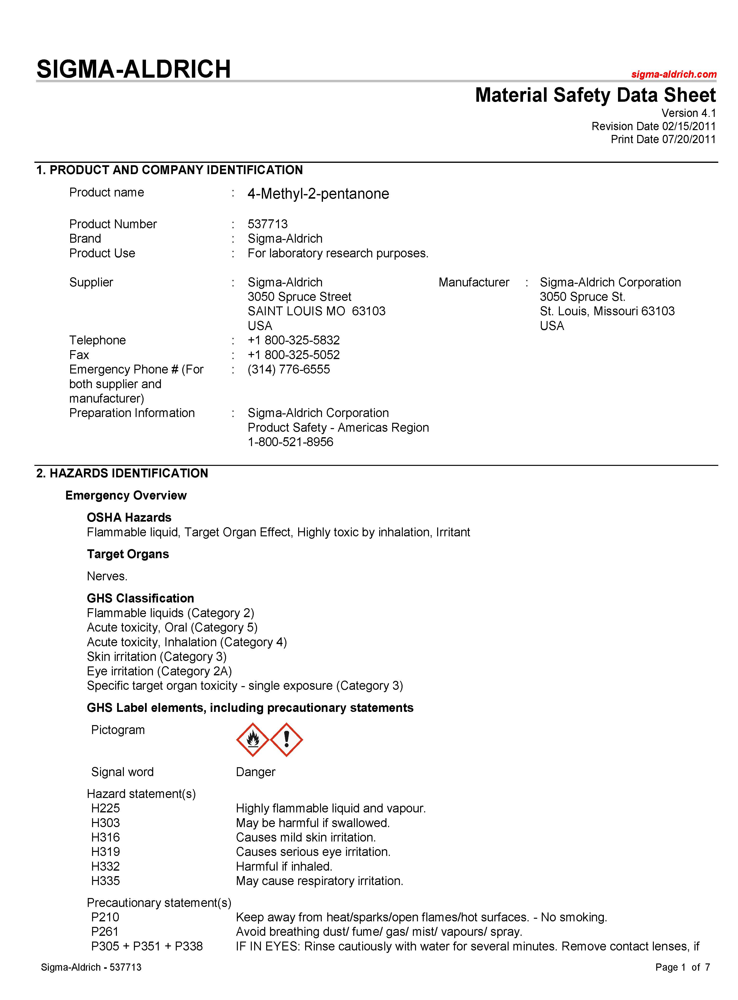 SIGMA-ALDRICH
sigma-aldrich.com
Material Safety Data Sheet
Version 4.1
Revision Date 02/15/2011
Print Date 07/20/2011
1. PRODUCT AND COMPANY IDENTIFICATION
Product name : 4-Methyl-2-pentanone
Product Number : 537713
Brand : Sigma-Aldrich
Product Use : For laboratory research purposes.
Supplier : Sigma-Aldrich Manufacturer : Sigma-Aldrich Corporation
3050 Spruce Street 3050 Spruce St.
SAINT LOUIS MO 63103 St. Louis, Missouri 63103
USA USA
Telephone : +1 800-325-5832
Fax : +1 800-325-5052
Emergency Phone # (For : (314) 776-6555
both supplier and
manufacturer)
Preparation Information : Sigma-Aldrich Corporation
Product Safety - Americas Region
1-800-521-8956
2. HAZARDS IDENTIFICATION
Emergency Overview
OSHA Hazards
Flammable liquid, Target Organ Effect, Highly toxic by inhalation, Irritant
Target Organs
Nerves.
GHS Classification
Flammable liquids (Category 2)
Acute toxicity, Oral (Category 5)
Acute toxicity, Inhalation (Category 4)
Skin irritation (Category 3)
Eye irritation (Category 2A)
Specific target organ toxicity - single exposure (Category 3)
GHS Label elements, including precautionary statements
Pictogram
Signal word Danger
Hazard statement(s)
H225 Highly flammable liquid and vapour.
H303 May be harmful if swallowed.
H316 Causes mild skin irritation.
H319 Causes serious eye irritation.
H332 Harmful if inhaled.
H335 May cause respiratory irritation.
Precautionary statement(s)
P210 Keep away from heat/sparks/open flames/hot surfaces. - No smoking.
P261 Avoid breathing dust/ fume/ gas/ mist/ vapours/ spray.
P305 + P351 + P338 IF IN EYES: Rinse cautiously with water for several minutes. Remove contact lenses, if
Sigma-Aldrich - 537713 Page 1 of 7